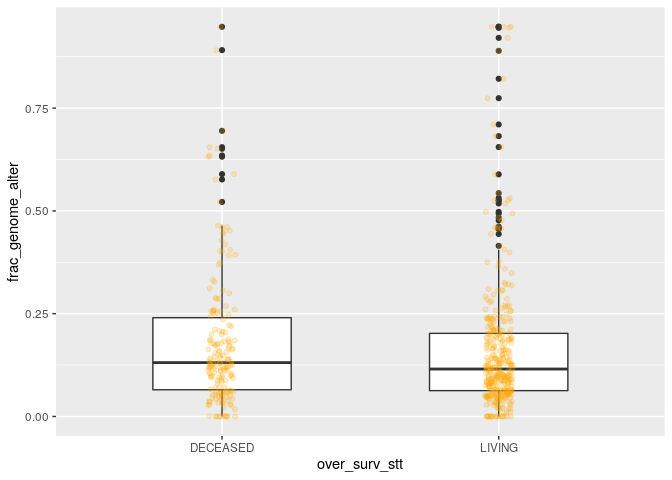 frac_genome_alter
0.75
0.50
0.25
0.00
DECEASED
LIVING
over_surv_stt